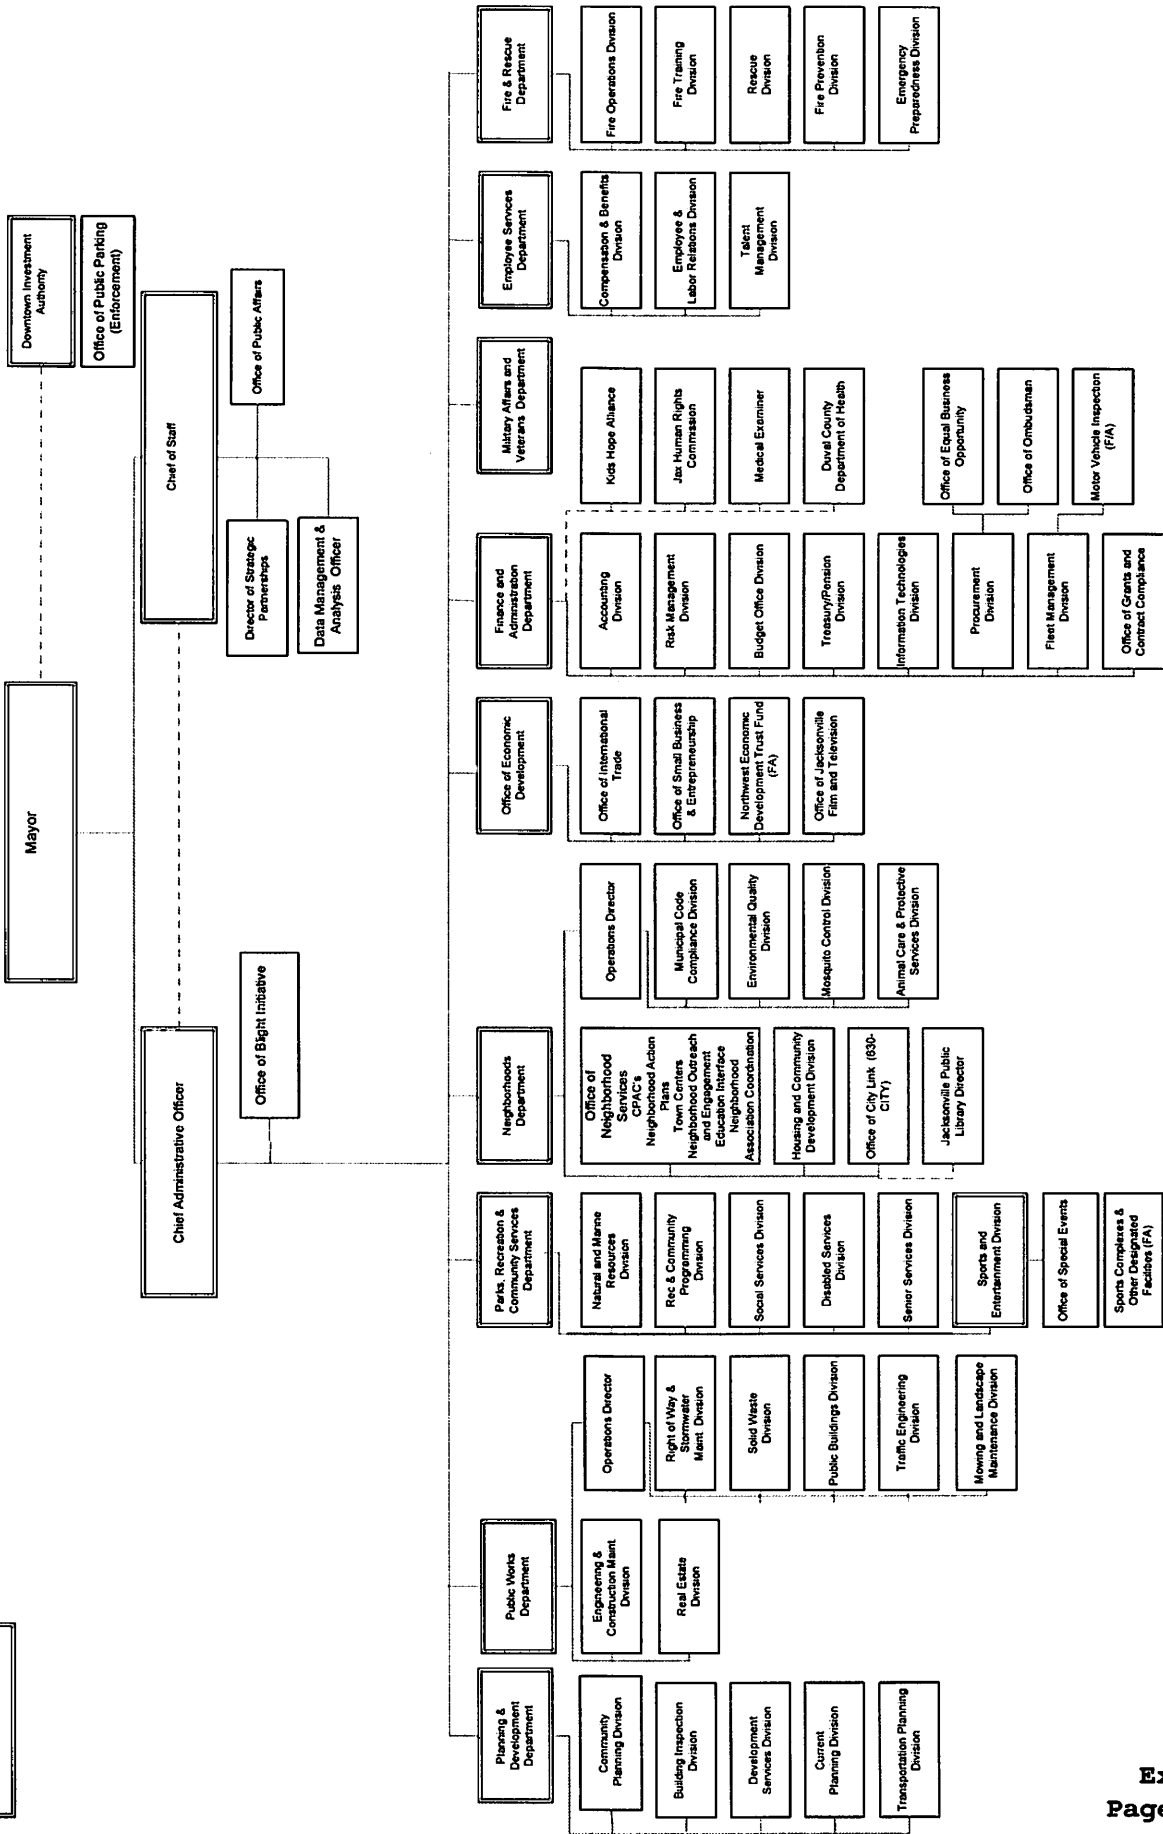 Mayor
Downtown Investment
Authority
Office of Public Parking
(Enforcement)
Chief Administrative Officer
Chief of Staff
Office of Blight Initiative
Director of Strategic
Partnerships
Office of Public Affairs
Data Management &
Analysis Officer
Planning &
Development
Department
Community
Planning Division
Building Inspection
Division
Development
Services Division
Current
Planning Division
Transportation Planning
Division
Public Works
Department
Engineering &
Construction Maint
Division
Real Estate
Division
Operations Director
Right of Way &
Stormwater
Maint. Division
Solid Waste
Division
Public Buildings Division
Traffic Engineering
Division
Mowing and Landscape
Maintenance Division
Parks, Recreation &
Community Services
Department
Natural and Marine
Resources
Division
Rec & Community
Programming
Division
Social Services Division
Disabled Services
Division
Senior Services Division
Sports and
Entertainment Division
Office of Special Events
Sports Complexes &
Other Designated
Facilities (FA)
Neighborhoods
Department
Office of
Neighborhood
Services
CPAC's
Neighborhood Action
Plans
Town Centers
Neighborhood Outreach
and Engagement
Education Interface
Neighborhood
Association Coordination
Housing and Community
Development Division
Office of City Link (630-
CITY)
Jacksonville Public
Library Director
Operations Director
Municipal Code
Compliance Division
Environmental Quality
Division
Mosquito Control Division
Animal Care & Protective
Services Division
Office of Economic
Development
Office of International
Trade
Office of Small Business
& Entrepreneurship
Northwest Economic
Development Trust Fund
(FA)
Office of Jacksonville
Film and Television
Finance and
Administration
Department
Accounting
Division
Risk Management
Division
Budget Office Division
Treasury/Pension
Division
Information Technologies
Division
Procurement
Division
Fleet Management
Division
Office of Grants and
Contract Compliance
Kids Hope Alliance
Jax Human Rights
Commission
Medical Examiner
Duval County
Department of Health
Office of Equal Business
Opportunity
Office of Ombudsman
Motor Vehicle Inspection
(F/A)
Military Affairs and
Veterans Department
Employee Services
Department
Compensation & Benefits
Division
Employee &
Labor Relations Division
Talent
Management
Division
Fire & Rescue
Department
Fire Operations Division
Fire Training
Division
Rescue
Division
Fire Prevention
Division
Emergency
Preparedness Division
Page